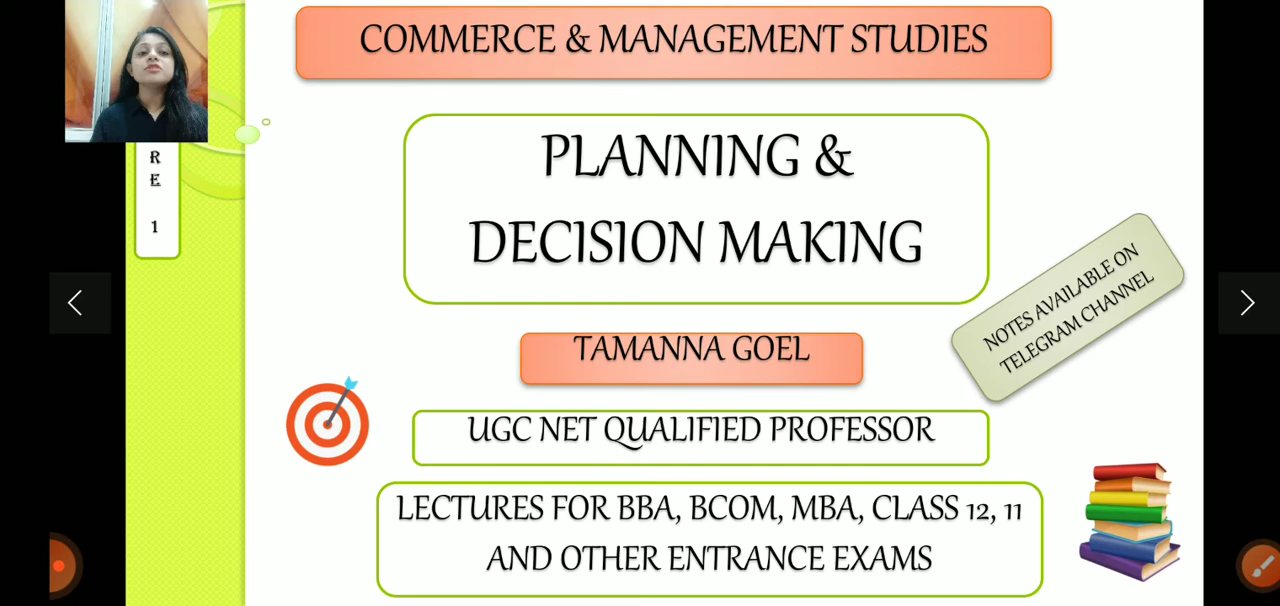 COMMERCE & MANAGEMENT STUDIES
PLANNING &
DECISION MAKING
NOTES AVAILABLE ON
TELEGRAM CHANNEL
TAMANNA GOEL
UGC NET QUALIFIED PROFESSOR
LECTURES FOR BBA, BCOM, MBA, CLASS 12, 11
AND OTHER ENTRANCE EXAMS
R
E
1